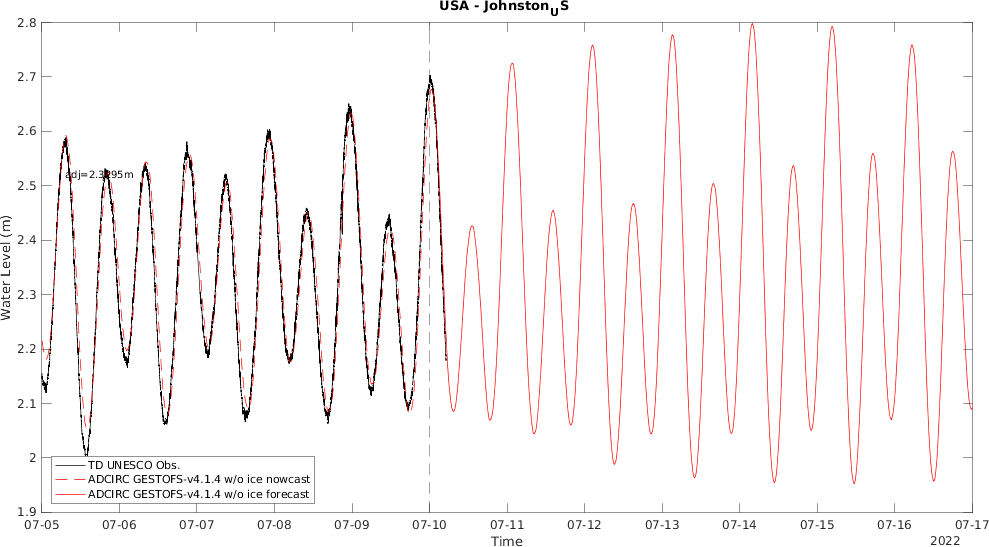 USA - Johnston_US
2.8
2.7
2.6
2.5
2.4
2.3
2.2
2.1
2
1.9
Water Level (m)
TD UNESCO Obs.
ADCIRC GESTOFS-v4.1.4 w/o ice nowcast
ADCIRC GESTOFS-v4.1.4 w/o ice forecast
07-05 07-06 07-07 07-08 07-09 07-10 07-11 07-12 07-13 07-14 07-15 07-16 07-17
Time
2022